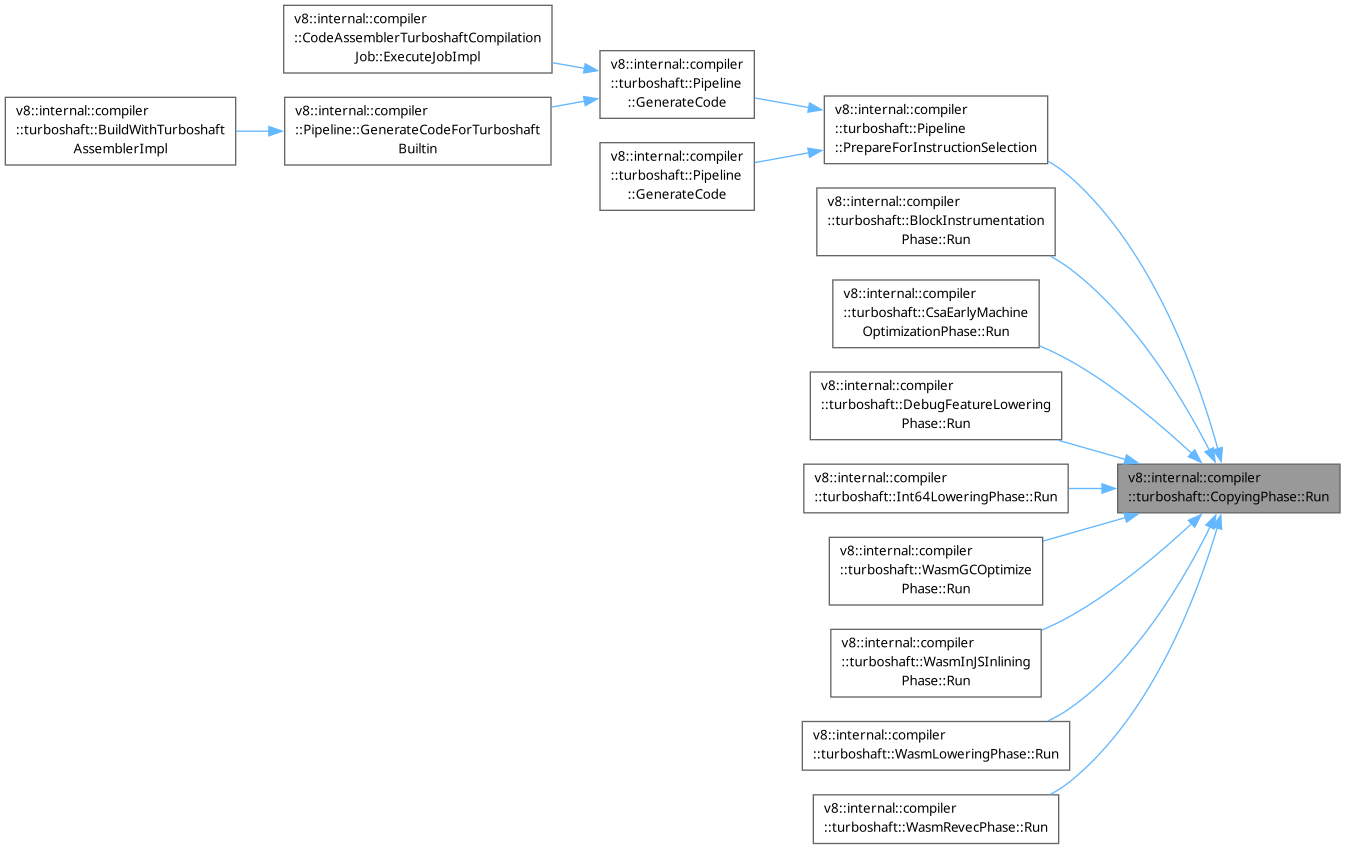 v8::internal::compiler
::CodeAssemblerTurboshaftCompilation
Job::ExecuteJobImpl
v8::internal::compiler
::turboshaft::BuildWithTurboshaft
AssemblerImpl
v8::internal::compiler
::Pipeline::GenerateCodeForTurboshaft
Builtin
v8::internal::compiler
::turboshaft::Pipeline
::GenerateCode
v8::internal::compiler
::turboshaft::Pipeline
::GenerateCode
v8::internal::compiler
::turboshaft::Pipeline
::PrepareForInstructionSelection
v8::internal::compiler
::turboshaft::BlockInstrumentation
Phase::Run
v8::internal::compiler
::turboshaft::CsaEarlyMachine
OptimizationPhase::Run
v8::internal::compiler
::turboshaft::DebugFeatureLowering
Phase::Run
v8::internal::compiler
::turboshaft::Int64LoweringPhase::Run
v8::internal::compiler
::turboshaft::WasmGCOptimize
Phase::Run
v8::internal::compiler
::turboshaft::WasmInJSInlining
Phase::Run
v8::internal::compiler
::turboshaft::WasmLoweringPhase::Run
v8::internal::compiler
::turboshaft::WasmRevecPhase::Run
v8::internal::compiler
::turboshaft::CopyingPhase::Run